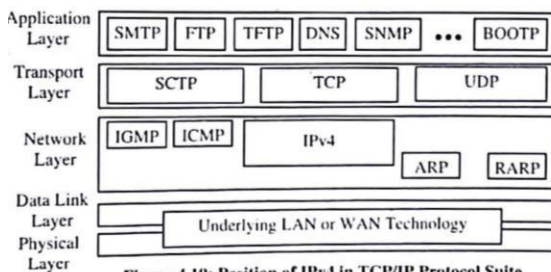 Application
Layer
SMTP FTP TFTP DNS SNMP ••• BOOTP
Transport
Layer
SCTP TCP UDP
Network
Layer
IGMP ICMP IPv4
ARP RARP
Data Link
Layer
Underlying LAN or WAN Technology
Physical
Layer
Position of IPv4 in TCP/IP Protocol Suite